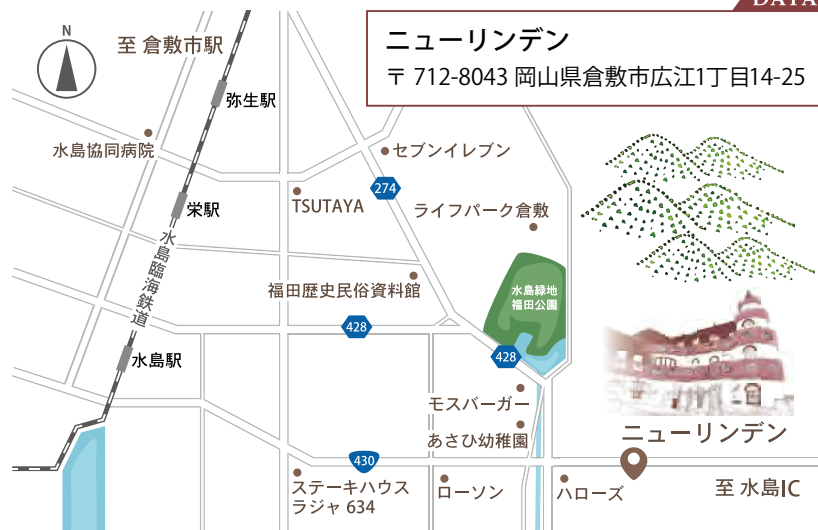 DATA
ニューリンデン
〒 712-8043 岡山県倉敷市広江1丁目14-25
N
至 倉敷市駅
弥生駅
水島協同病院
セブンイレブン
274
TSUTAYA
栄駅
ライフパーク倉敷
水島臨海鉄道
福田歴史民俗資料館
水島緑地
福田公園
428
428
水島駅
モスバーガー
あさひ幼稚園
ニューリンデン
430
ステーキハウス
ラジャ 634
ローソン
ハローズ
至 水島IC